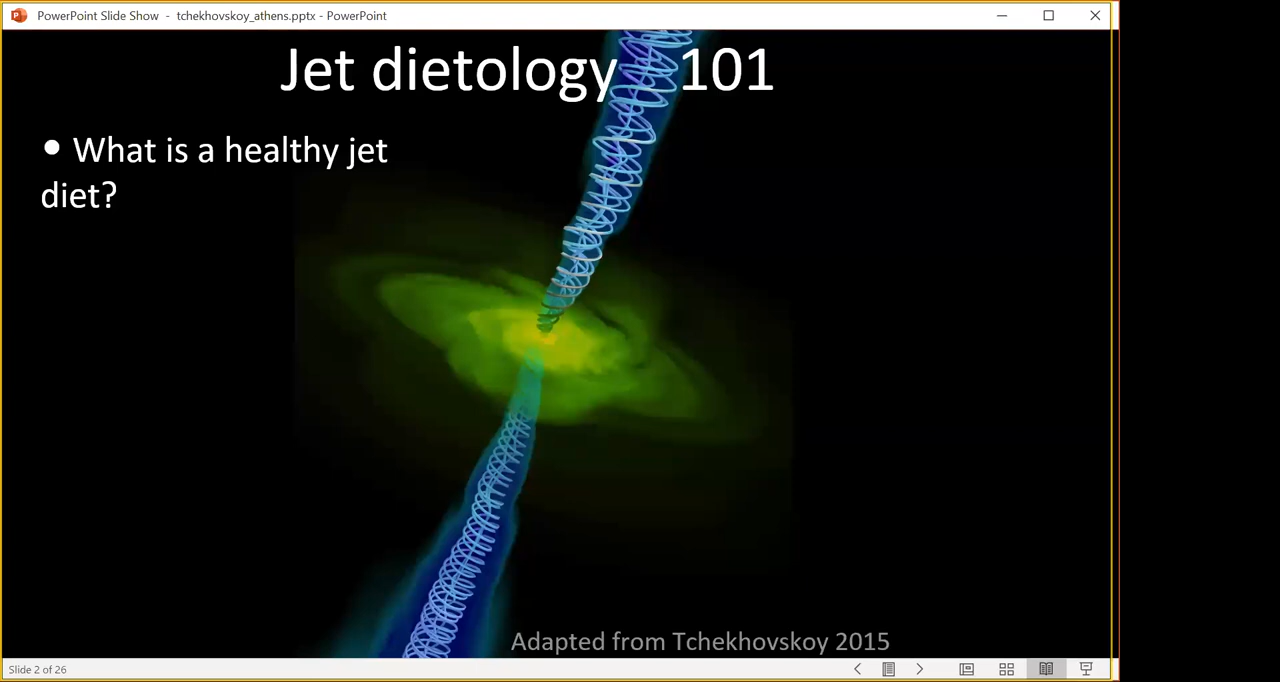 PowerPoint Slide Show - tchekhovskoy_athens.pptx - PowerPoint
Jet dietology 101
• What is a healthy jet
diet?
Adapted from Tchekhovskoy 2015
Slide 2 of 26